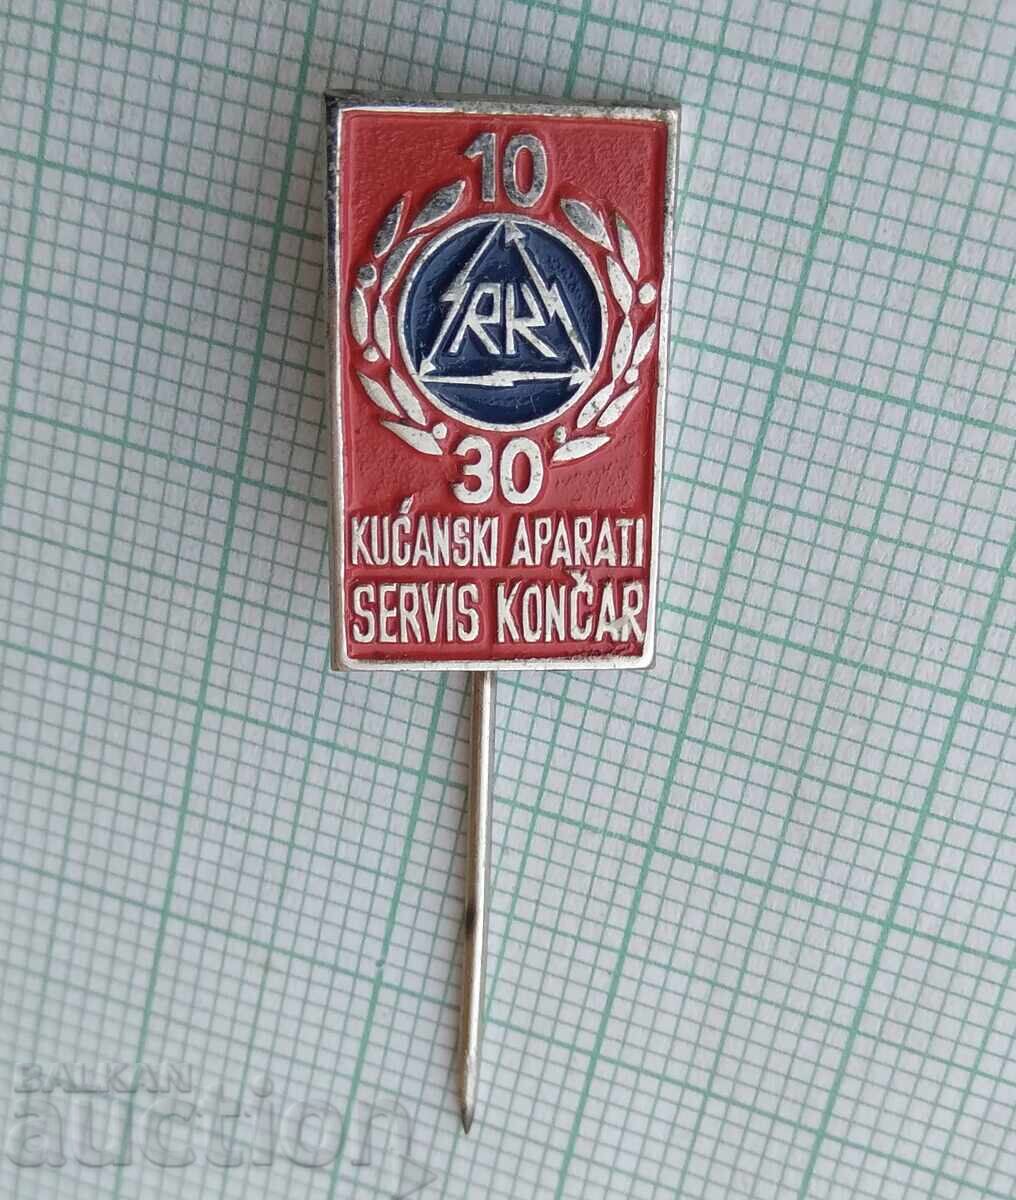 10
RK
30
KUĆANSKI APARATI
SERVIS KONČAR
BALKAN
auction